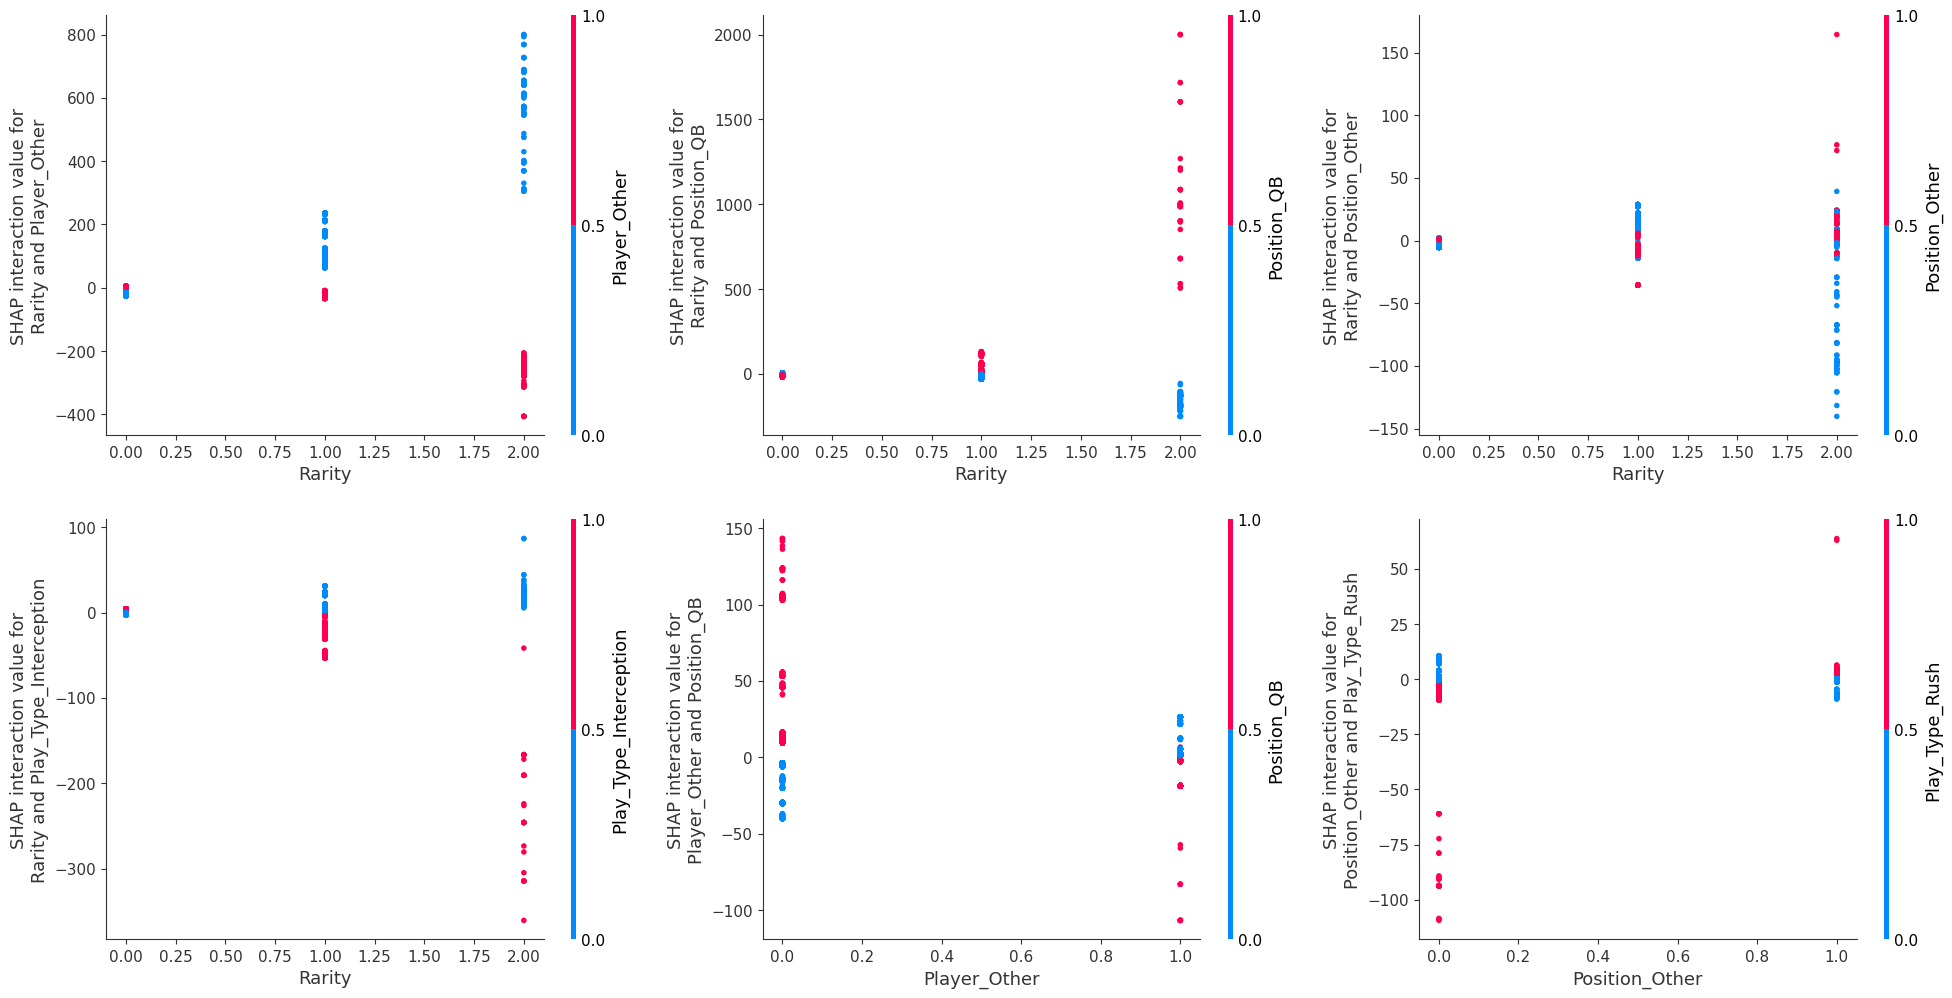 SHAP interaction value for
Rarity and Player_Other
800
600
400
200
0
−200
−400
0.00 0.25 0.50 0.75 1.00 1.25 1.50 1.75 2.00
Rarity
1.0
0.5
0.0
Player_Other
SHAP interaction value for
Rarity and Position_QB
2000
1500
1000
500
0
0.00 0.25 0.50 0.75 1.00 1.25 1.50 1.75 2.00
Rarity
1.0
0.5
0.0
Position_QB
SHAP interaction value for
Rarity and Position_Other
150
100
50
0
−50
−100
−150
0.00 0.25 0.50 0.75 1.00 1.25 1.50 1.75 2.00
Rarity
1.0
0.5
0.0
Position_Other
SHAP interaction value for
Rarity and Play_Type_Interception
100
0
−100
−200
−300
0.00 0.25 0.50 0.75 1.00 1.25 1.50 1.75 2.00
Rarity
1.0
0.5
0.0
Play_Type_Interception
SHAP interaction value for
Player_Other and Position_QB
150
100
50
0
−50
−100
0.0 0.2 0.4 0.6 0.8 1.0
Player_Other
1.0
0.5
0.0
Position_QB
SHAP interaction value for
Position_Other and Play_Type_Rush
50
25
0
−25
−50
−75
−100
0.0 0.2 0.4 0.6 0.8 1.0
Position_Other
1.0
0.5
0.0
Play_Type_Rush